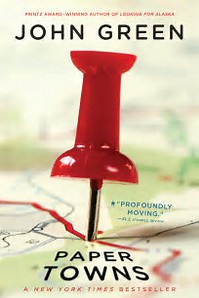 PRINTZ AWARD-WINNING AUTHOR OF LOOKING FOR ALASKA
JOHN GREEN
"PROFOUNDLY
MOVING."
PAPER
TOWNS
A NEW YORK TIMES BESTSELLER